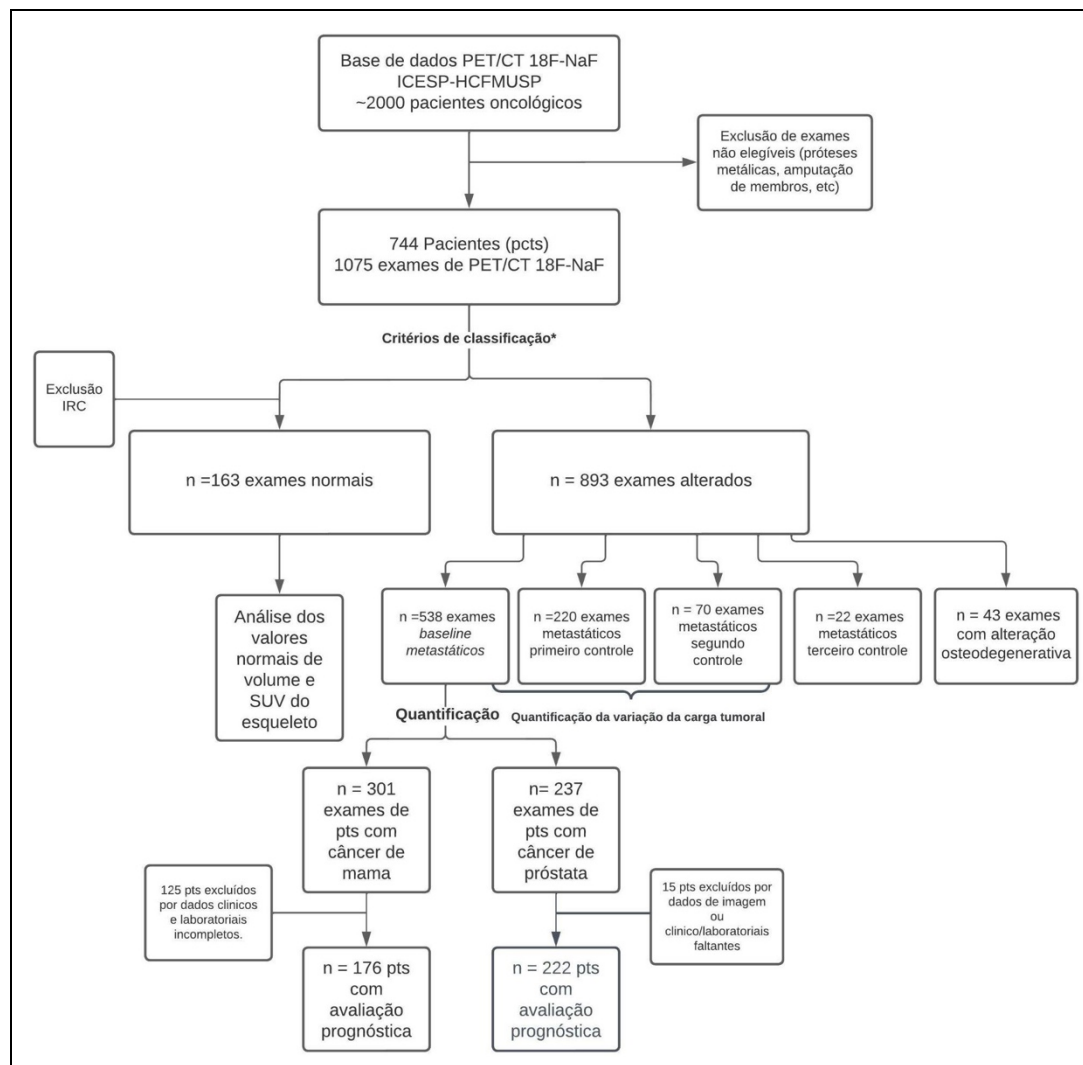 Base de dados PET/CT 18F-NaF
ICESP-HCFMUSP
~2000 pacientes oncológicos
Exclusão de exames
não elegíveis (próteses
metálicas, amputação
de membros, etc)
744 Pacientes (pcts)
1075 exames de PET/CT 18F-NaF
Critérios de classificação*
Exclusão
IRC
n =163 exames normais
n = 893 exames alterados
Análise dos
valores
normais de
volume e
SUV do
esqueleto
n =538 exames
baseline
metastáticos
n =220 exames
metastáticos
primeiro controle
n = 70 exames
metastáticos
segundo
controle
n =22 exames
metastáticos
terceiro controle
n = 43 exames
com alteração
osteodegenerativa
Quantificação
Quantificação da variação da carga tumoral
n = 301
exames de
pts com
câncer de
mama
n= 237
exames de
pts com
câncer de
próstata
125 pts excluídos
por dados clinicos
e laboratoriais
incompletos.
15 pts excluídos por
dados de imagem
ou
clinico/laboratoriais
faltantes
n = 176 pts
com
avaliação
prognóstica
n = 222 pts
com
avaliação
prognóstica